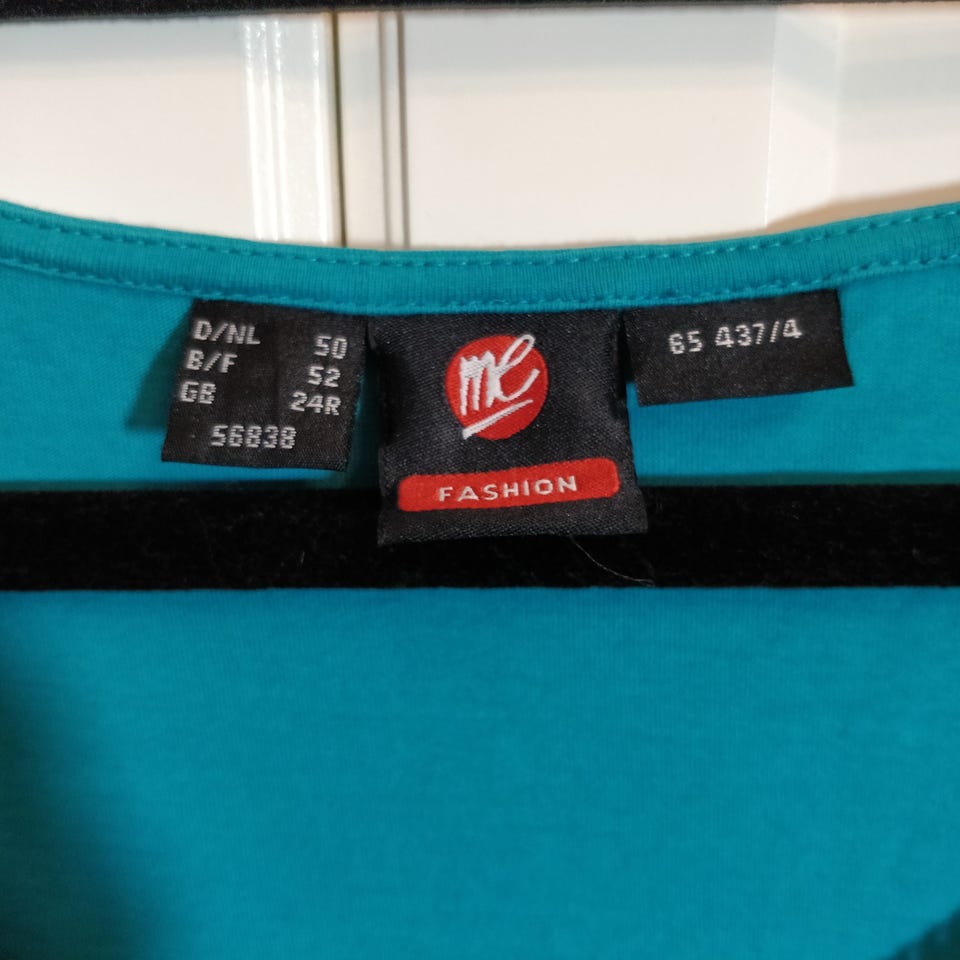 D/NL 50
B/F 52
GB 24R
56838
FASHION
65 437/4